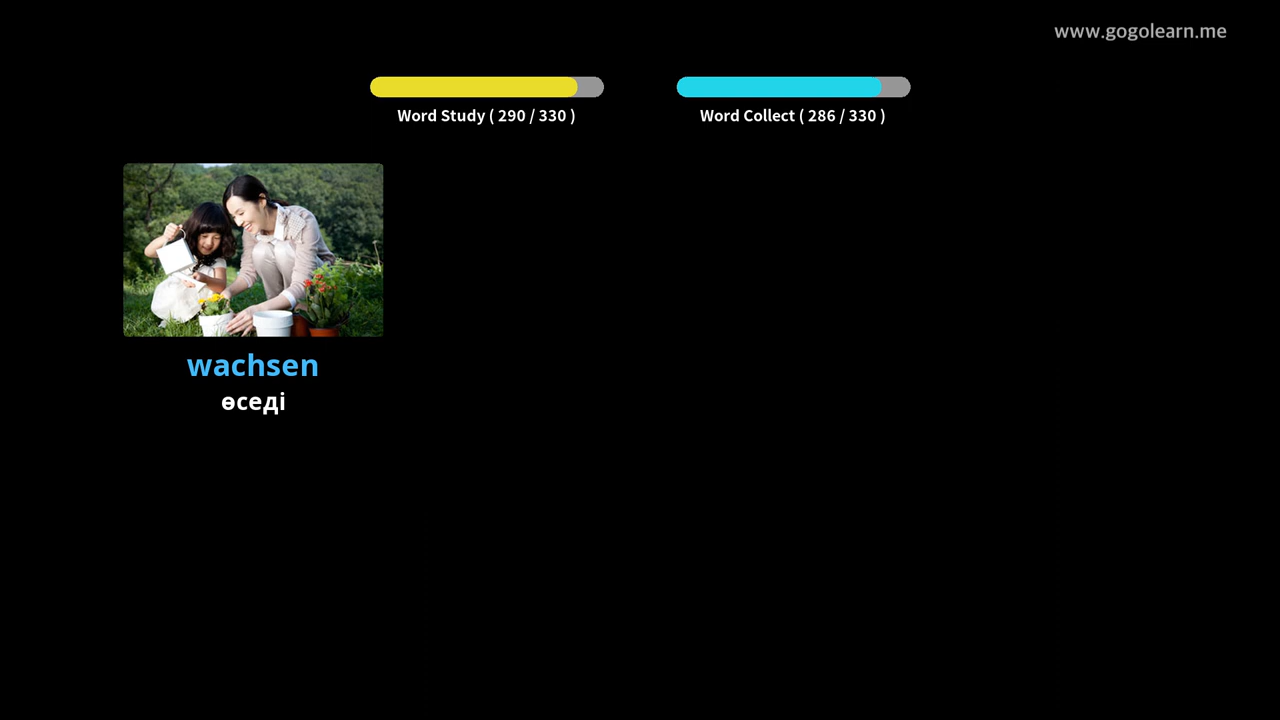 www.gogolearn.me
Word Study ( 290 / 330 )
Word Collect ( 286 / 330 )
wachsen
өседі